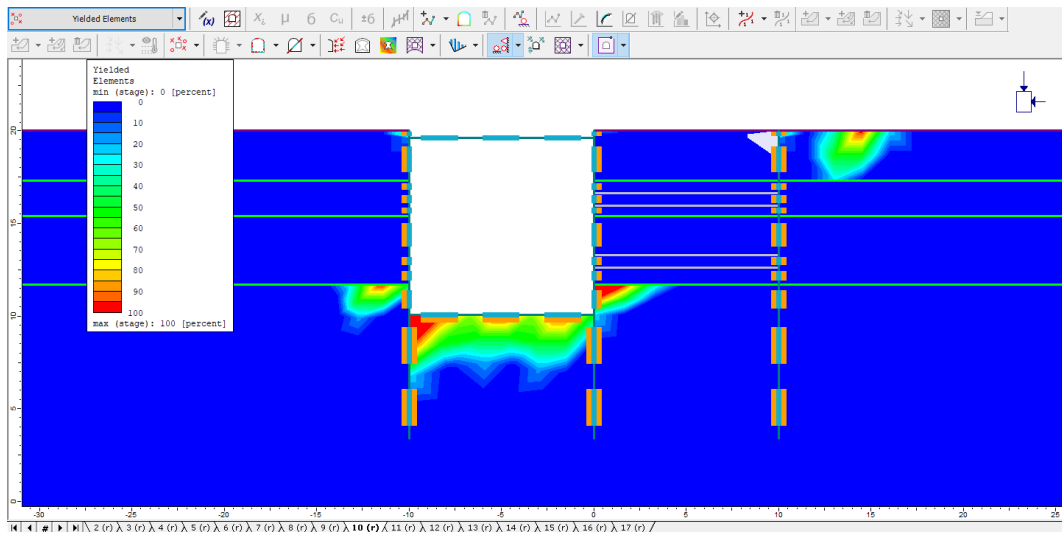 Yielded Elements
X_L μ б C_u ±б
Yielded
Elements
min (stage): 0 [percent]
0
10
20
30
40
50
60
70
80
90
100
max (stage): 100 [percent]
20
15
10
5
0
-30 -25 -20 -15 -10 -5 0 5 10 15 20 25
# 2 (r) 3 (r) 4 (r) 5 (r) 6 (r) 7 (r) 8 (r) 9 (r) 10 (r) 11 (r) 12 (r) 13 (r) 14 (r) 15 (r) 16 (r) 17 (r)